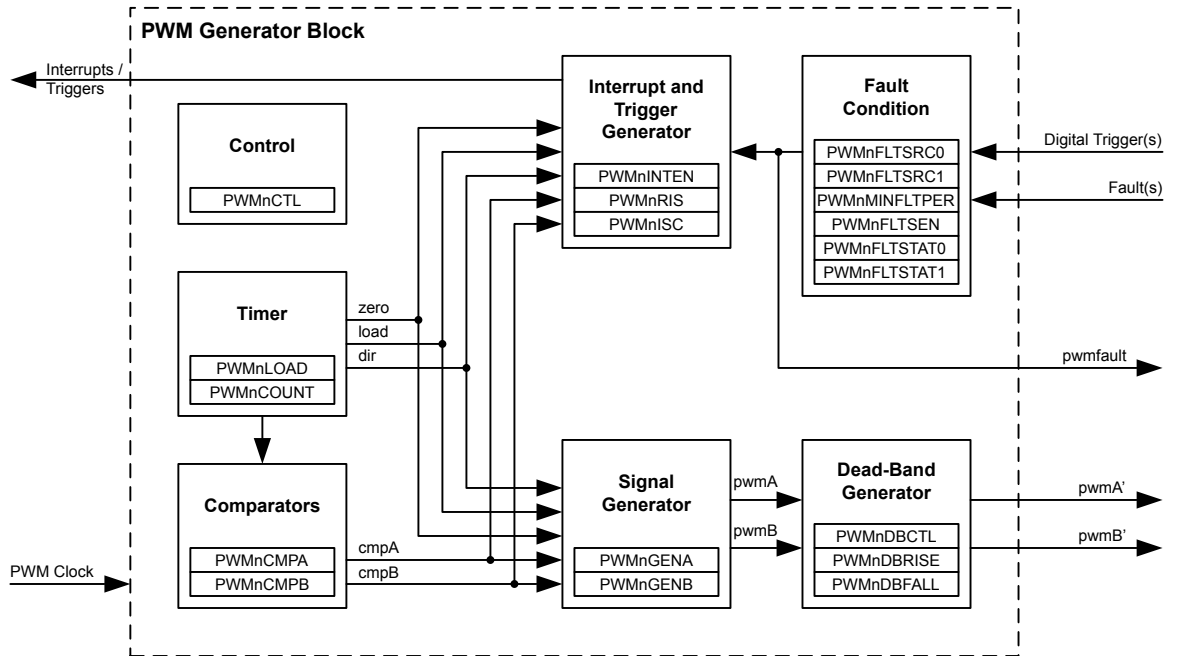 PWM Generator Block
Interrupts /
Triggers
Control
PWMnCTL
Interrupt and
Trigger
Generator
PWMnINTEN
PWMnRIS
PWMnISC
Fault
Condition
PWMnFLTSRC0
PWMnFLTSRC1
PWMnMINFLTPER
PWMnFLTSEN
PWMnFLTSTAT0
PWMnFLTSTAT1
Digital Trigger(s)
Fault(s)
Timer
PWMnLOAD
PWMnCOUNT
zero
load
dir
pwmfault
Comparators
PWMnCMPA
PWMnCMPB
cmpA
cmpB
PWM Clock
Signal
Generator
PWMnGENA
PWMnGENB
pwmA
pwmB
Dead-Band
Generator
PWMnDBCTL
PWMnDBRISE
PWMnDBFALL
pwmA’
pwmB’